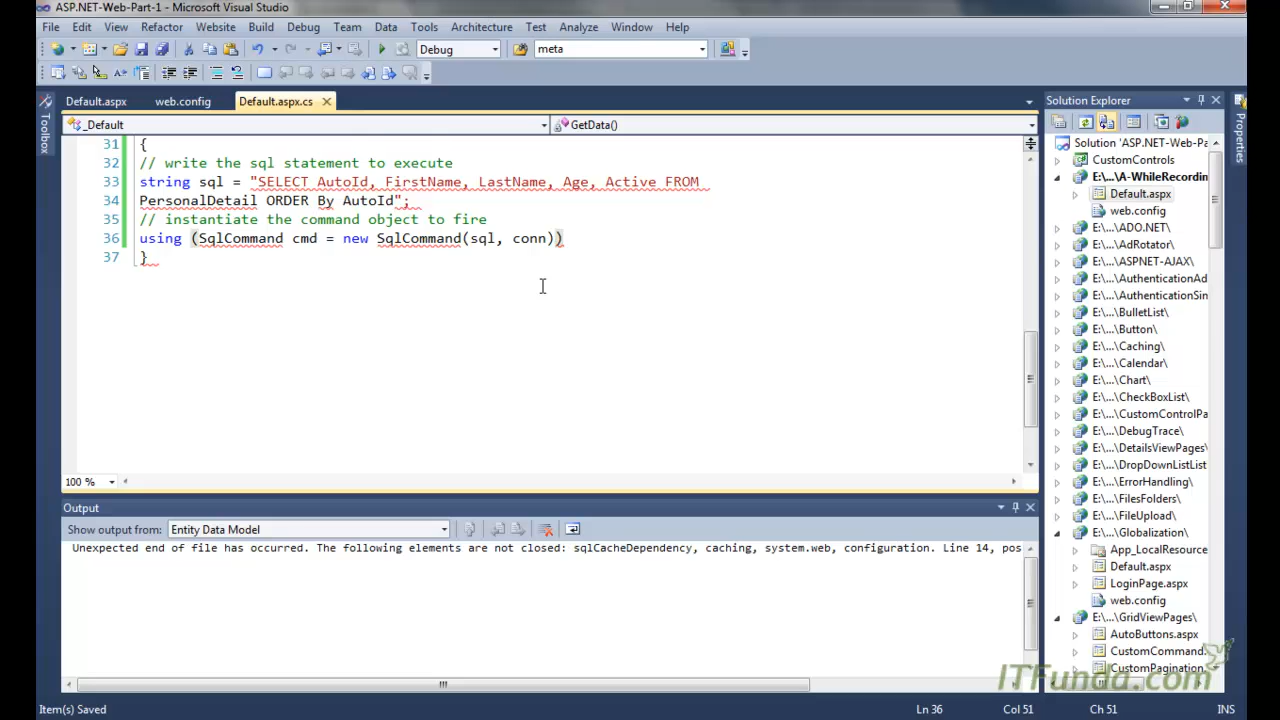 ASP.NET-Web-Part-1 - Microsoft Visual Studio
File Edit View Refactor Website Build Debug Team Data Tools Architecture Test Analyze Window Help
Debug meta
Default.aspx web.config Default.aspx.cs
Solution Explorer
Toolbox
Properties
_Default GetData()
31 {
32 // write the sql statement to execute
33 string sql = "SELECT AutoId, FirstName, LastName, Age, Active FROM
34 PersonalDetail ORDER By AutoId";
35 // instantiate the command object to fire
36 using (SqlCommand cmd = new SqlCommand(sql, conn))
37 }
100 %
Output
Show output from: Entity Data Model
Unexpected end of file has occurred. The following elements are not closed: sqlCacheDependency, caching, system.web, configuration. Line 14, pos
Solution 'ASP.NET-Web-Pa
CustomControls
E:\...\A-WhileRecordin
Default.aspx
web.config
E:\...\ADO.NET\
E:\...\AdRotator\
E:\...\ASPNET-AJAX\
E:\...\AuthenticationAd
E:\...\AuthenticationSin
E:\...\BulletList\
E:\...\Button\
E:\...\Caching\
E:\...\Calendar\
E:\...\Chart\
E:\...\CheckBoxList\
E:\...\CustomControlPa
E:\...\DebugTrace\
E:\...\DetailsViewPages\
E:\...\DropDownListList
E:\...\ErrorHandling\
E:\...\FilesFolders\
E:\...\FileUpload\
E:\...\Globalization\
App_LocalResource
Default.aspx
LoginPage.aspx
web.config
E:\...\GridViewPages\
AutoButtons.aspx
CustomCommand.
CustomPagination.
ITFunda.com
Item(s) Saved Ln 36 Col 51 Ch 51 INS